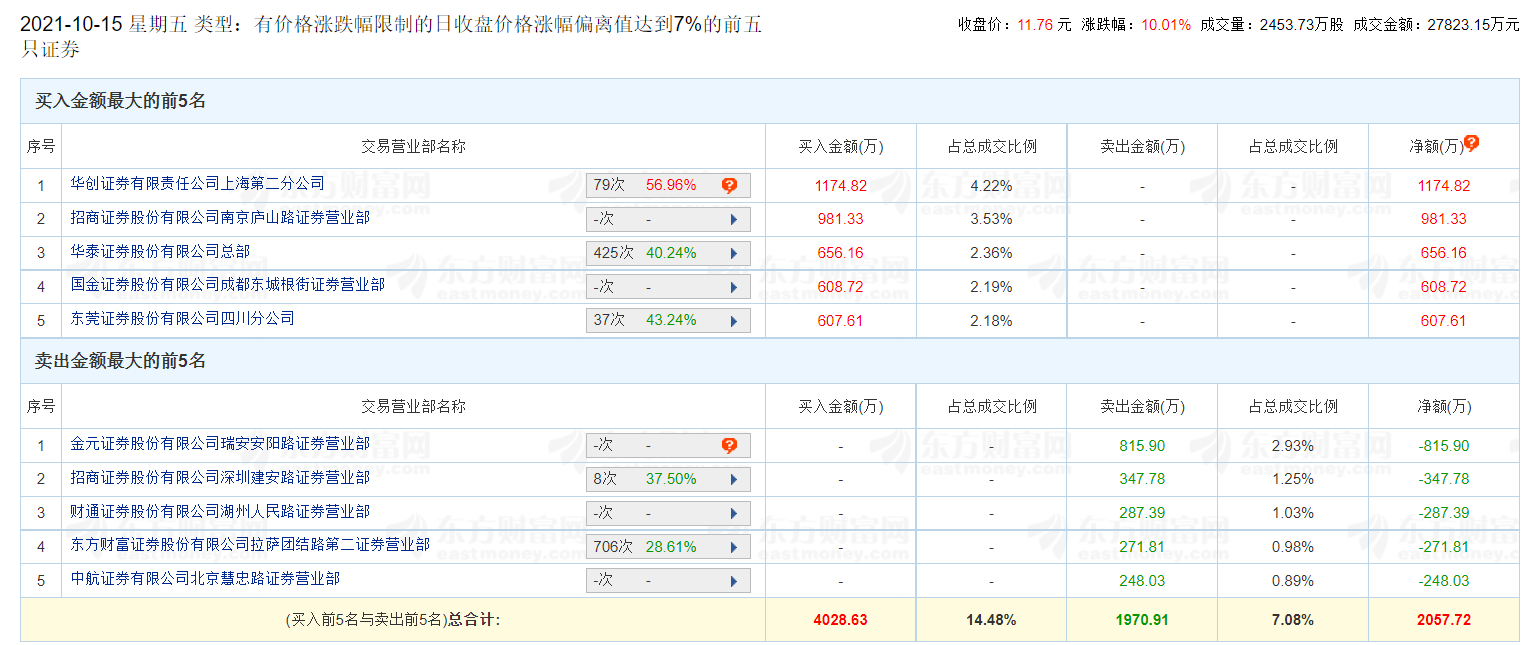 2021-10-15 星期五 类型：有价格涨跌幅限制的日收盘价格涨幅偏离值达到7%的前五
只证券
收盘价：11.76 元 涨跌幅：10.01% 成交量：2453.73万股 成交金额：27823.15万元
买入金额最大的前5名
序号 交易营业部名称 买入金额(万) 占总成交比例 卖出金额(万) 占总成交比例 净额(万)
1 华创证券有限责任公司上海第二分公司 79次 56.96% 1174.82 4.22% - - 1174.82
2 招商证券股份有限公司南京庐山路证券营业部 -次 - 981.33 3.53% - - 981.33
3 华泰证券股份有限公司总部 425次 40.24% 656.16 2.36% - - 656.16
4 国金证券股份有限公司成都东城根街证券营业部 -次 - 608.72 2.19% - - 608.72
5 东莞证券股份有限公司四川分公司 37次 43.24% 607.61 2.18% - - 607.61
卖出金额最大的前5名
序号 交易营业部名称 买入金额(万) 占总成交比例 卖出金额(万) 占总成交比例 净额(万)
1 金元证券股份有限公司瑞安安阳路证券营业部 -次 - - - 815.90 2.93% -815.90
2 招商证券股份有限公司深圳建安路证券营业部 8次 37.50% - - 347.78 1.25% -347.78
3 财通证券股份有限公司湖州人民路证券营业部 -次 - - - 287.39 1.03% -287.39
4 东方财富证券股份有限公司拉萨团结路第二证券营业部 706次 28.61% - - 271.81 0.98% -271.81
5 中航证券有限公司北京慧忠路证券营业部 -次 - - - 248.03 0.89% -248.03
(买入前5名与卖出前5名)总合计: 4028.63 14.48% 1970.91 7.08% 2057.72
东方财富网
eastmoney.com